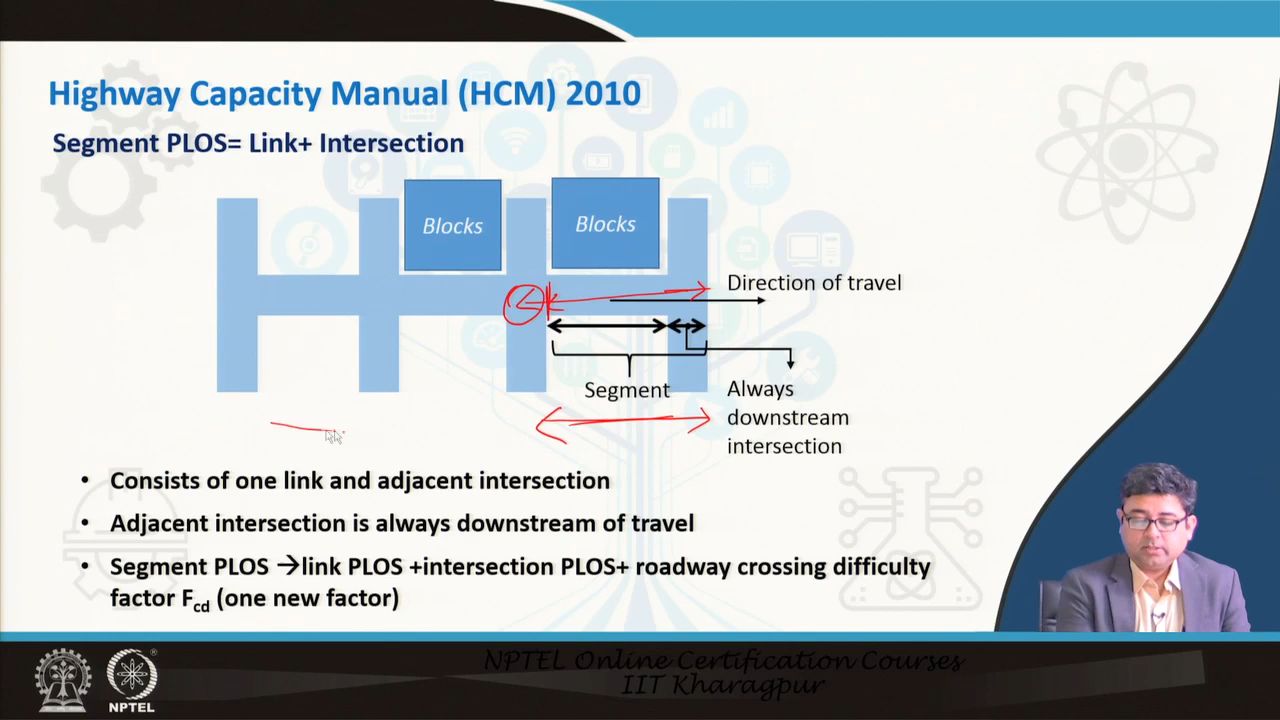 Highway Capacity Manual (HCM) 2010
Segment PLOS= Link+ Intersection
Blocks
Blocks
Direction of travel
Segment
Always
downstream
intersection
• Consists of one link and adjacent intersection
• Adjacent intersection is always downstream of travel
• Segment PLOS →link PLOS +intersection PLOS+ roadway crossing difficulty
factor Fcd (one new factor)
NPTEL Online Certification Courses
IIT Kharagpur
NPTEL